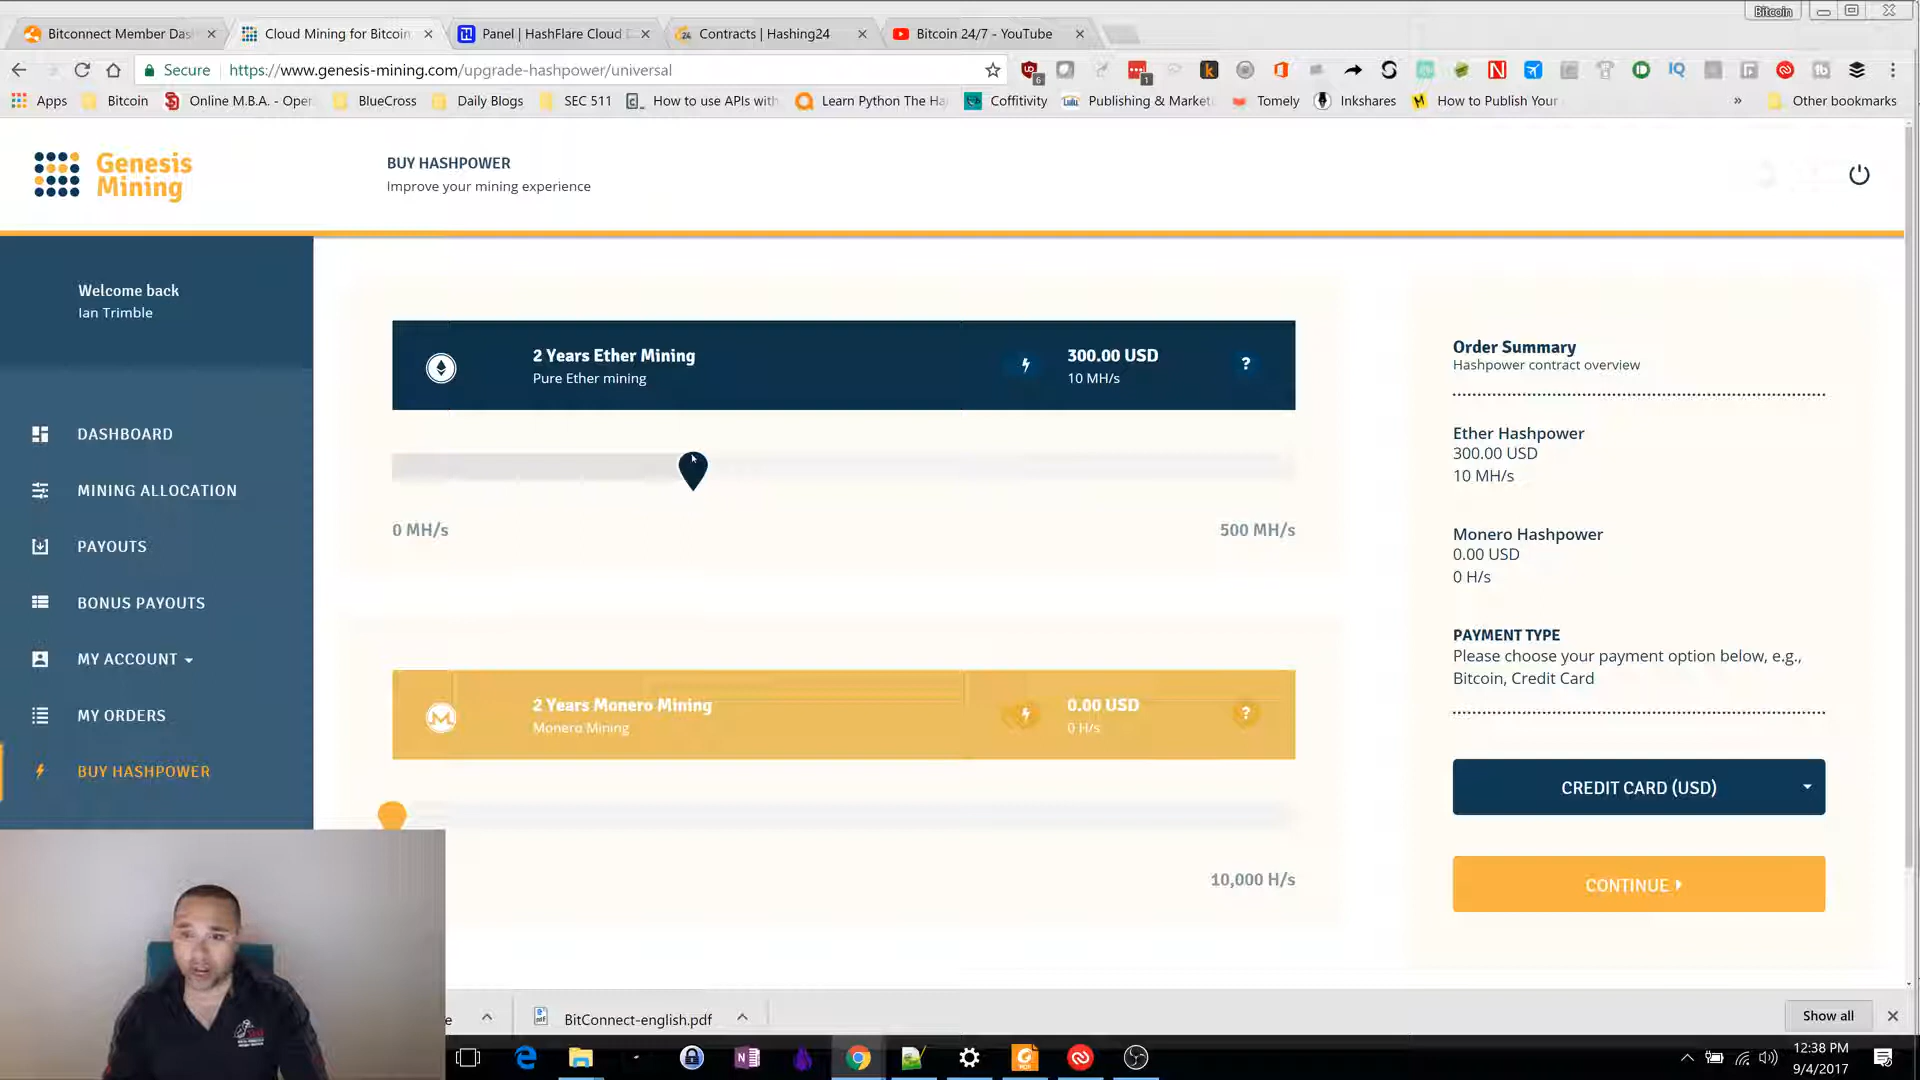 Bitcoin
Bitconnect Member Das
Cloud Mining for Bitcoin
Panel | HashFlare Cloud
Contracts | Hashing24
Bitcoin 24/7 - YouTube
Secure
https://www.genesis-mining.com/upgrade-hashpower/universal
6
1
IQ
Apps
Bitcoin
Online M.B.A. - Oper
BlueCross
Daily Blogs
SEC 511
How to use APIs with
Learn Python The Ha
Coffitivity
Publishing & Market
Tomely
Inkshares
How to Publish Your
»
Other bookmarks
Genesis
Mining
BUY HASHPOWER
Improve your mining experience
Welcome back
Ian Trimble
DASHBOARD
MINING ALLOCATION
PAYOUTS
BONUS PAYOUTS
MY ACCOUNT
MY ORDERS
BUY HASHPOWER
2 Years Ether Mining
Pure Ether mining
300.00 USD
10 MH/s
?
0 MH/s
500 MH/s
2 Years Monero Mining
Monero Mining
0.00 USD
0 H/s
?
10,000 H/s
Order Summary
Hashpower contract overview
Ether Hashpower
300.00 USD
10 MH/s
Monero Hashpower
0.00 USD
0 H/s
PAYMENT TYPE
Please choose your payment option below, e.g.,
Bitcoin, Credit Card
CREDIT CARD (USD)
CONTINUE
BitConnect-english.pdf
Show all
12:38 PM
9/4/2017